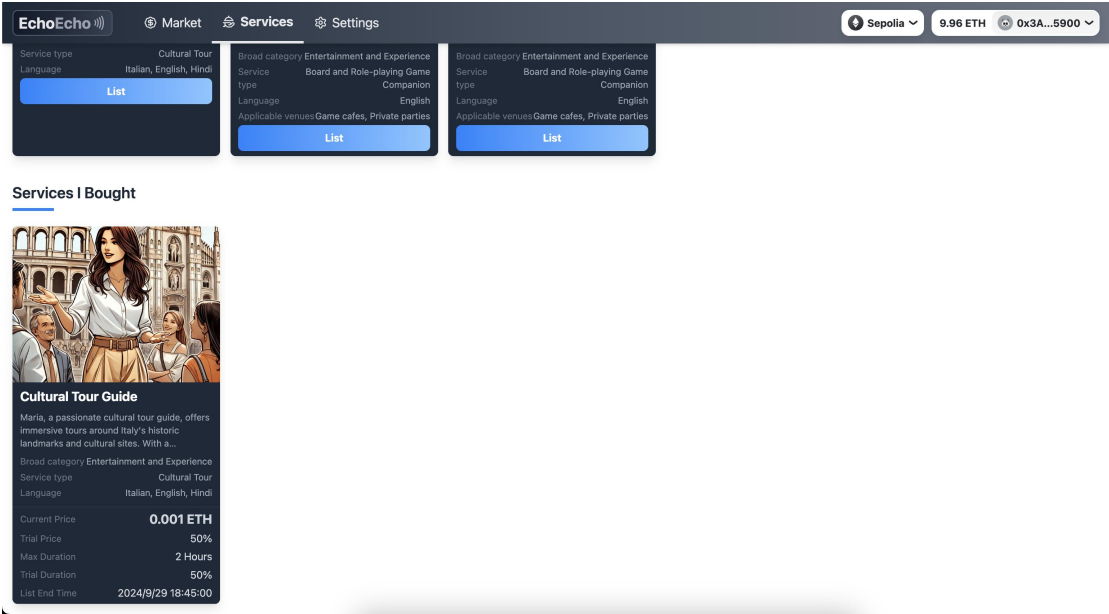 EchoEcho
Market
Services
Settings
Sepolia
9.96 ETH
0x3A...5900
Service type Cultural Tour
Language Italian, English, Hindi
List
Broad category Entertainment and Experience
Service type Board and Role-playing Game Companion
Language English
Applicable venues Game cafes, Private parties
List
Broad category Entertainment and Experience
Service type Board and Role-playing Game Companion
Language English
Applicable venues Game cafes, Private parties
List
Services I Bought
Cultural Tour Guide
Maria, a passionate cultural tour guide, offers
immersive tours around Italy's historic
landmarks and cultural sites. With a...
Broad category Entertainment and Experience
Service type Cultural Tour
Language Italian, English, Hindi
Current Price 0.001 ETH
Trial Price 50%
Max Duration 2 Hours
Trial Duration 50%
List End Time 2024/9/29 18:45:00